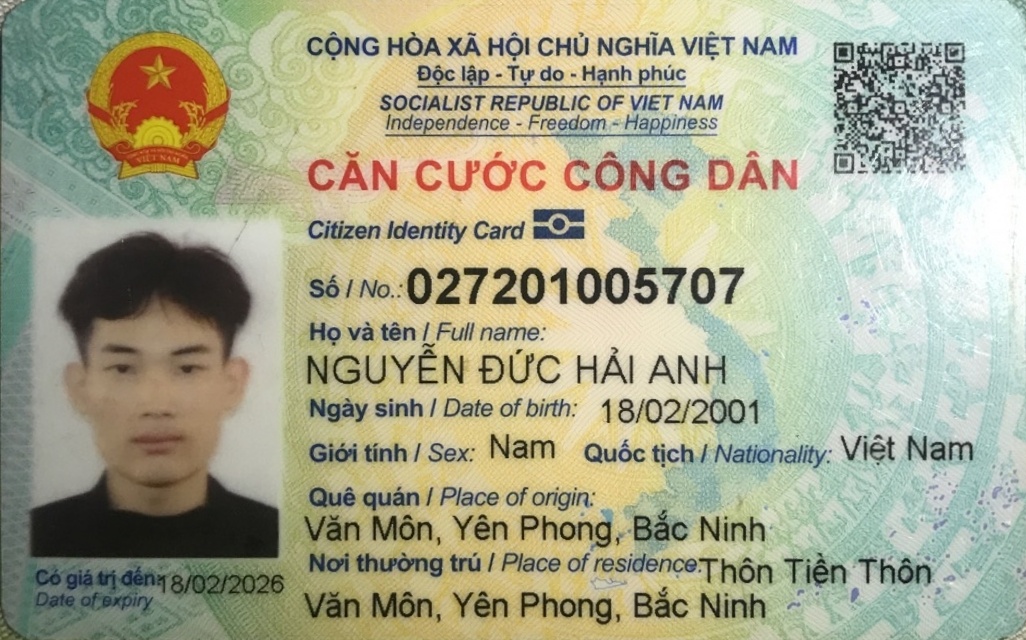 CỘNG HÒA XÃ HỘI CHỦ NGHĨA VIỆT NAM
Độc lập - Tự do - Hạnh phúc
SOCIALIST REPUBLIC OF VIET NAM
Independence - Freedom - Happiness
CĂN CƯỚC CÔNG DÂN
Citizen Identity Card
Số / No.: 027201005707
Họ và tên / Full name:
NGUYỄN ĐỨC HẢI ANH
Ngày sinh / Date of birth: 18/02/2001
Giới tính / Sex: Nam Quốc tịch / Nationality: Việt Nam
Quê quán / Place of origin:
Văn Môn, Yên Phong, Bắc Ninh
Nơi thường trú / Place of residence: Thôn Tiền Thôn
Văn Môn, Yên Phong, Bắc Ninh
Có giá trị đến: 18/02/2026
Date of expiry
VIỆT NAM